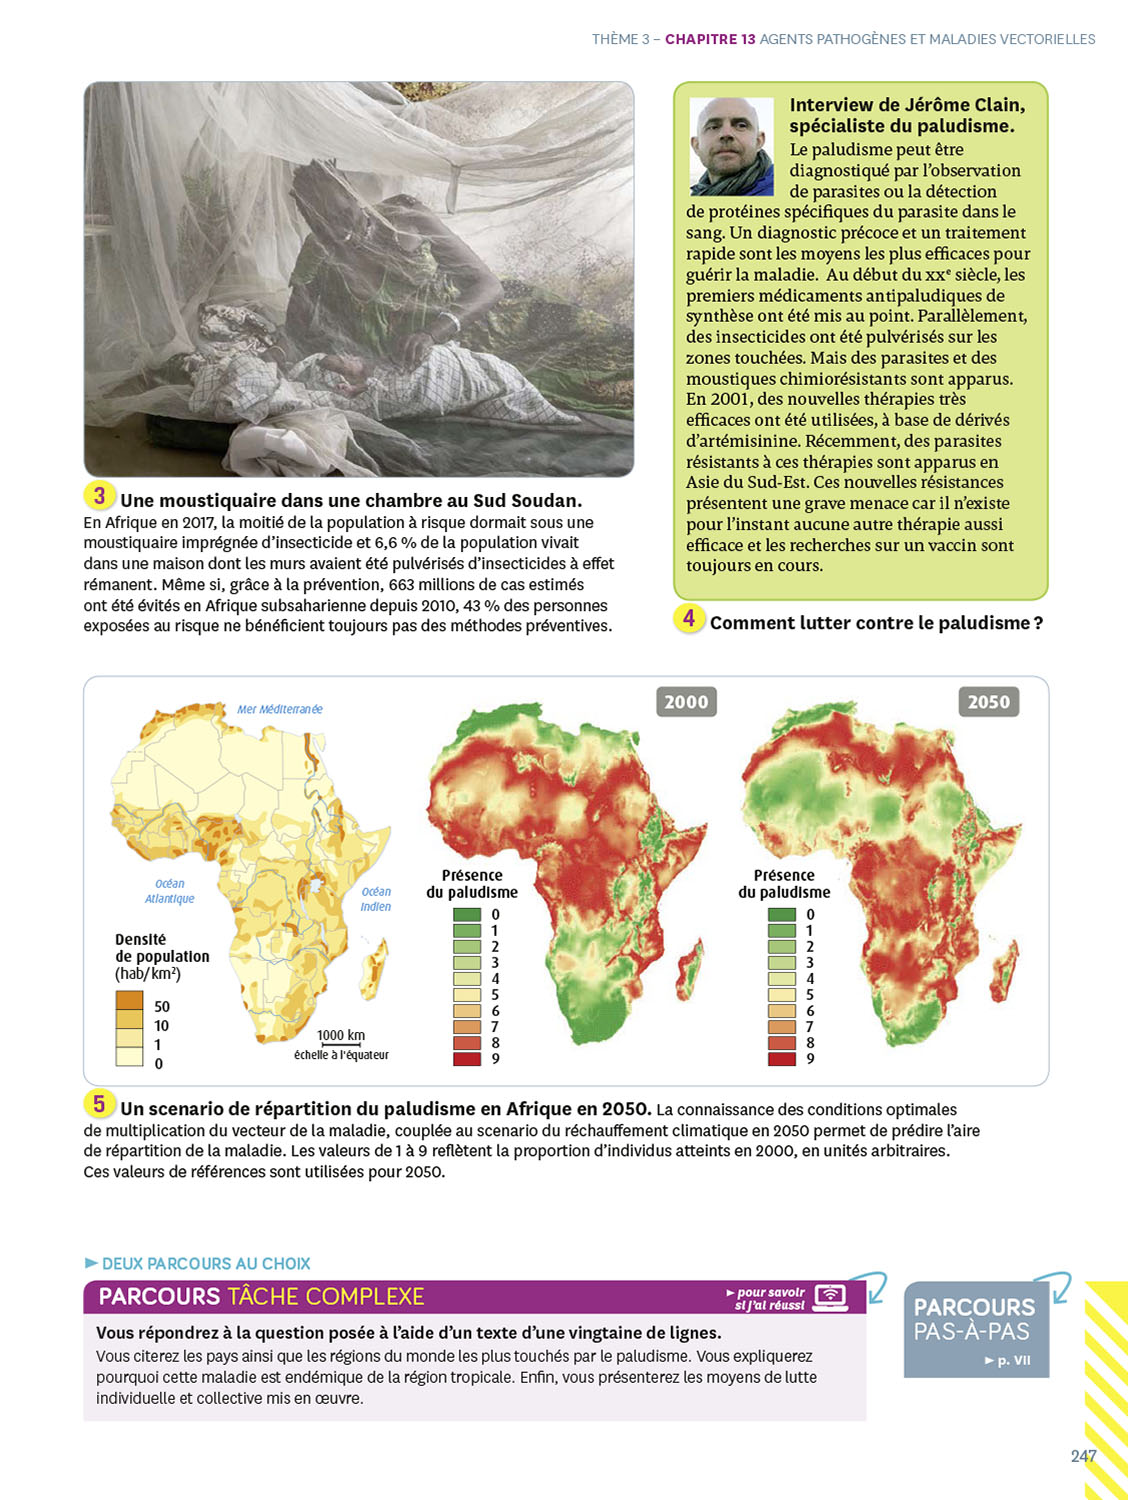 THÈME 3 – CHAPITRE 13 AGENTS PATHOGÈNES ET MALADIES VECTORIELLES
3 Une moustiquaire dans une chambre au Sud Soudan.
En Afrique en 2017, la moitié de la population à risque dormait sous une
moustiquaire imprégnée d'insecticide et 6,6 % de la population vivait
dans une maison dont les murs avaient été pulvérisés d'insecticides à effet
rémanent. Même si, grâce à la prévention, 663 millions de cas estimés
ont été évités en Afrique subsaharienne depuis 2010, 43 % des personnes
exposées au risque ne bénéficient toujours pas des méthodes préventives.
Interview de Jérôme Clain,
spécialiste du paludisme.
Le paludisme peut être
diagnostiqué par l'observation
de parasites ou la détection
de protéines spécifiques du parasite dans le
sang. Un diagnostic précoce et un traitement
rapide sont les moyens les plus efficaces pour
guérir la maladie. Au début du XXe siècle, les
premiers médicaments antipaludiques de
synthèse ont été mis au point. Parallèlement,
des insecticides ont été pulvérisés sur les
zones touchées. Mais des parasites et des
moustiques chimiorésistants sont apparus.
En 2001, des nouvelles thérapies très
efficaces ont été utilisées, à base de dérivés
d'artémisinine. Récemment, des parasites
résistants à ces thérapies sont apparus en
Asie du Sud-Est. Ces nouvelles résistances
présentent une grave menace car il n'existe
pour l'instant aucune autre thérapie aussi
efficace et les recherches sur un vaccin sont
toujours en cours.
4 Comment lutter contre le paludisme ?
Mer Méditerranée
Océan
Atlantique
Océan
Indien
Densité
de population
(hab/km²)
50
10
1
0
1000 km
échelle à l'équateur
2000
Présence
du paludisme
0
1
2
3
4
5
6
7
8
9
2050
Présence
du paludisme
0
1
2
3
4
5
6
7
8
9
5 Un scenario de répartition du paludisme en Afrique en 2050. La connaissance des conditions optimales
de multiplication du vecteur de la maladie, couplée au scenario du réchauffement climatique en 2050 permet de prédire l'aire
de répartition de la maladie. Les valeurs de 1 à 9 reflètent la proportion d'individus atteints en 2000, en unités arbitraires.
Ces valeurs de références sont utilisées pour 2050.
► DEUX PARCOURS AU CHOIX
PARCOURS TÂCHE COMPLEXE
► pour savoir
si j'ai réussi
Vous répondrez à la question posée à l'aide d'un texte d'une vingtaine de lignes.
Vous citerez les pays ainsi que les régions du monde les plus touchés par le paludisme. Vous expliquerez
pourquoi cette maladie est endémique de la région tropicale. Enfin, vous présenterez les moyens de lutte
individuelle et collective mis en œuvre.
PARCOURS
PAS-À-PAS
► p. VII
247